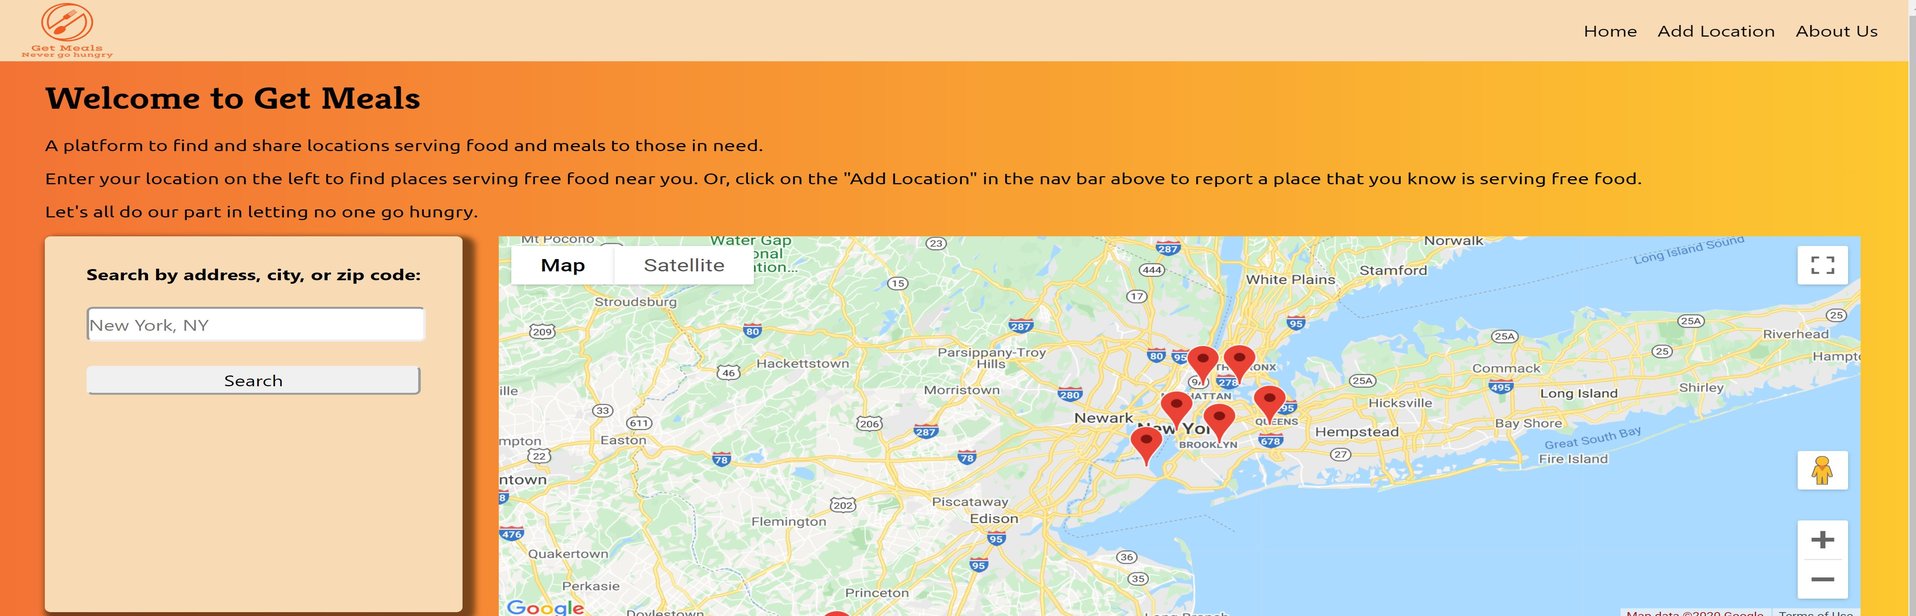 Get Meals
Never go hungry
Home Add Location About Us
Welcome to Get Meals
A platform to find and share locations serving food and meals to those in need.
Enter your location on the left to find places serving free food near you. Or, click on the "Add Location" in the nav bar above to report a place that you know is serving free food.
Let's all do our part in letting no one go hungry.
Search by address, city, or zip code:
New York, NY
Search
Map Satellite
Mt Pocono
Water Gap
Norwalk
Long Island Sound
23
287
444
Stamford
White Plains
15
17
Stroudsburg
209
80
287
95
25A
25A
25
Riverhead
Hackettstown
Parsippany-Troy
Hills
80
95
25
46
Commack
Morristown
280
278
25A
495
Shirley
Long Island
Hicksville
33
611
206
287
Newark
QUEENS
Easton
BROOKLYN
678
Hempstead
Bay Shore
Great South Bay
22
78
78
27
Fire Island
202
Piscataway
Flemington
Edison
476
95
Quakertown
95
36
35
Perkasie
Princeton
Google
Doylestown
Map data ©2020 Google
Terms of Use